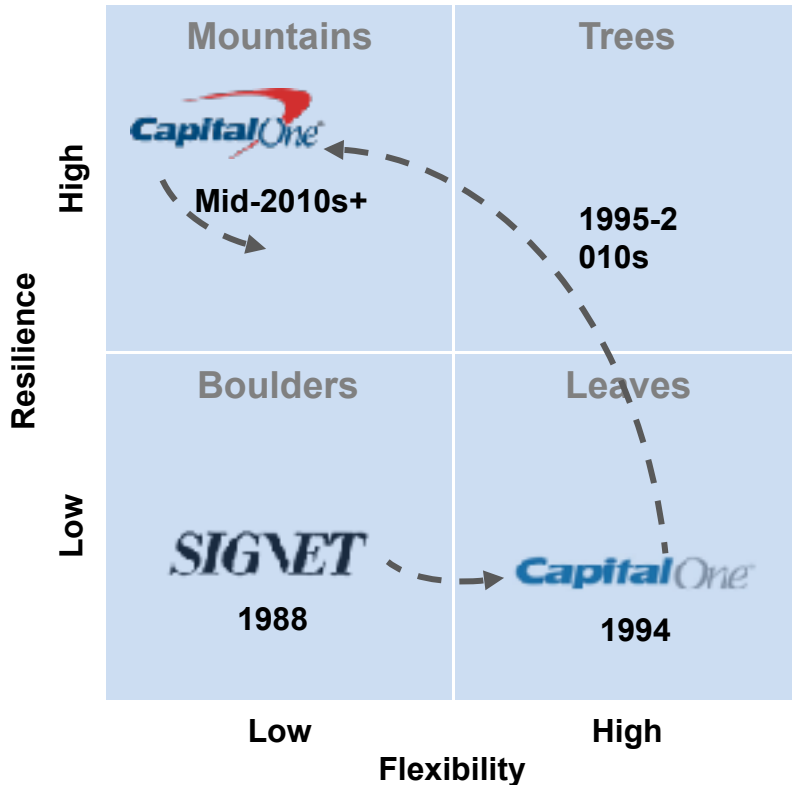 Mountains
Trees
CapitalOne
Mid-2010s+
1995-2
010s
High
Resilience
Boulders
Leaves
Low
SIGNET
CapitalOne
1988
1994
Low
High
Flexibility